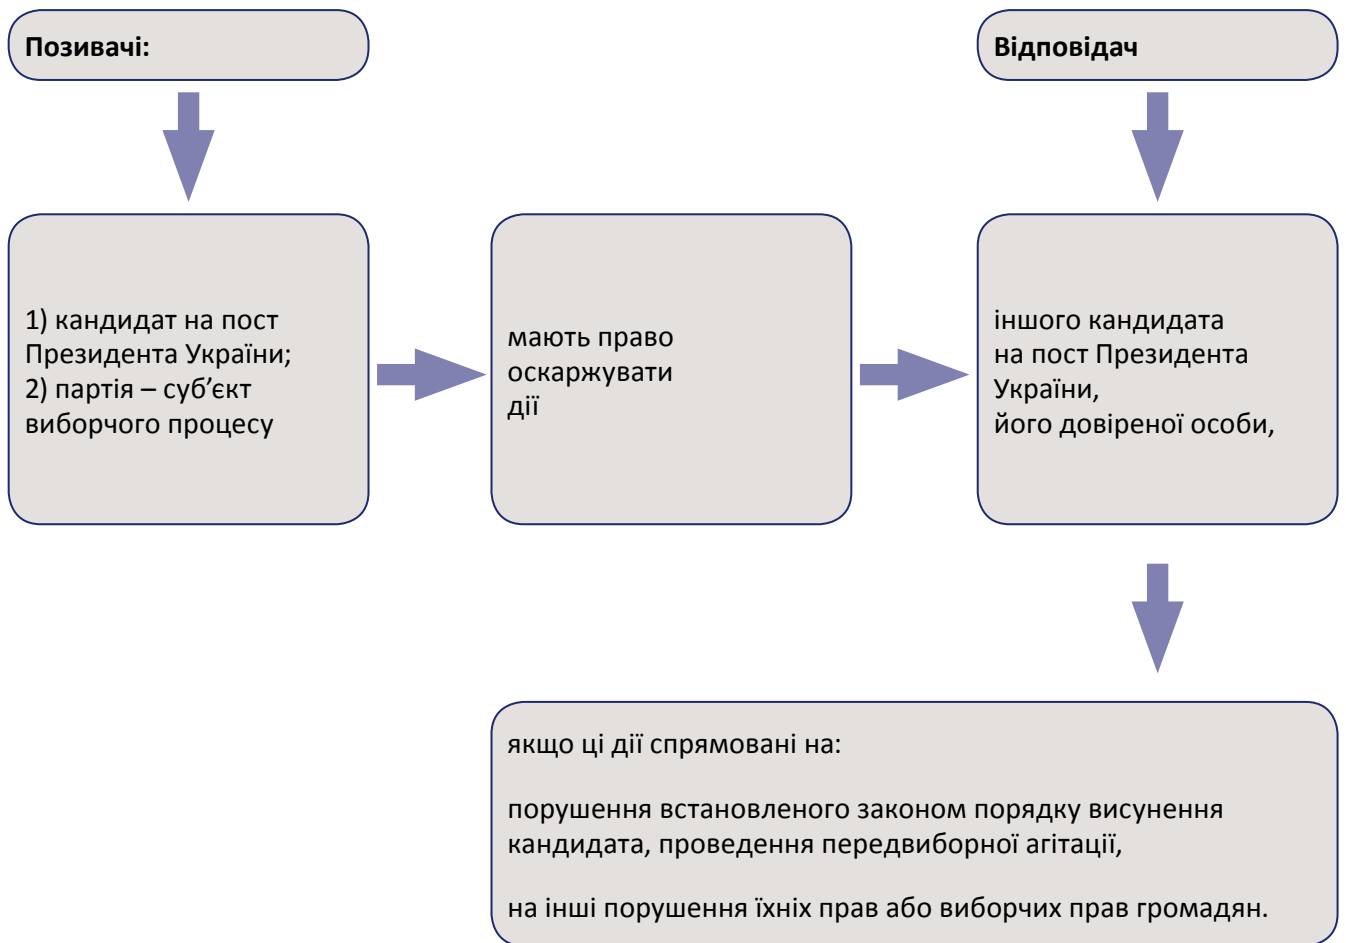 Позивачі:
Відповідач
1) кандидат на пост
Президента України;
2) партія – суб’єкт
виборчого процесу
мають право
оскаржувати
дії
іншого кандидата
на пост Президента
України,
його довіреної особи,
якщо ці дії спрямовані на:
порушення встановленого законом порядку висунення
кандидата, проведення передвиборної агітації,
на інші порушення їхніх прав або виборчих прав громадян.